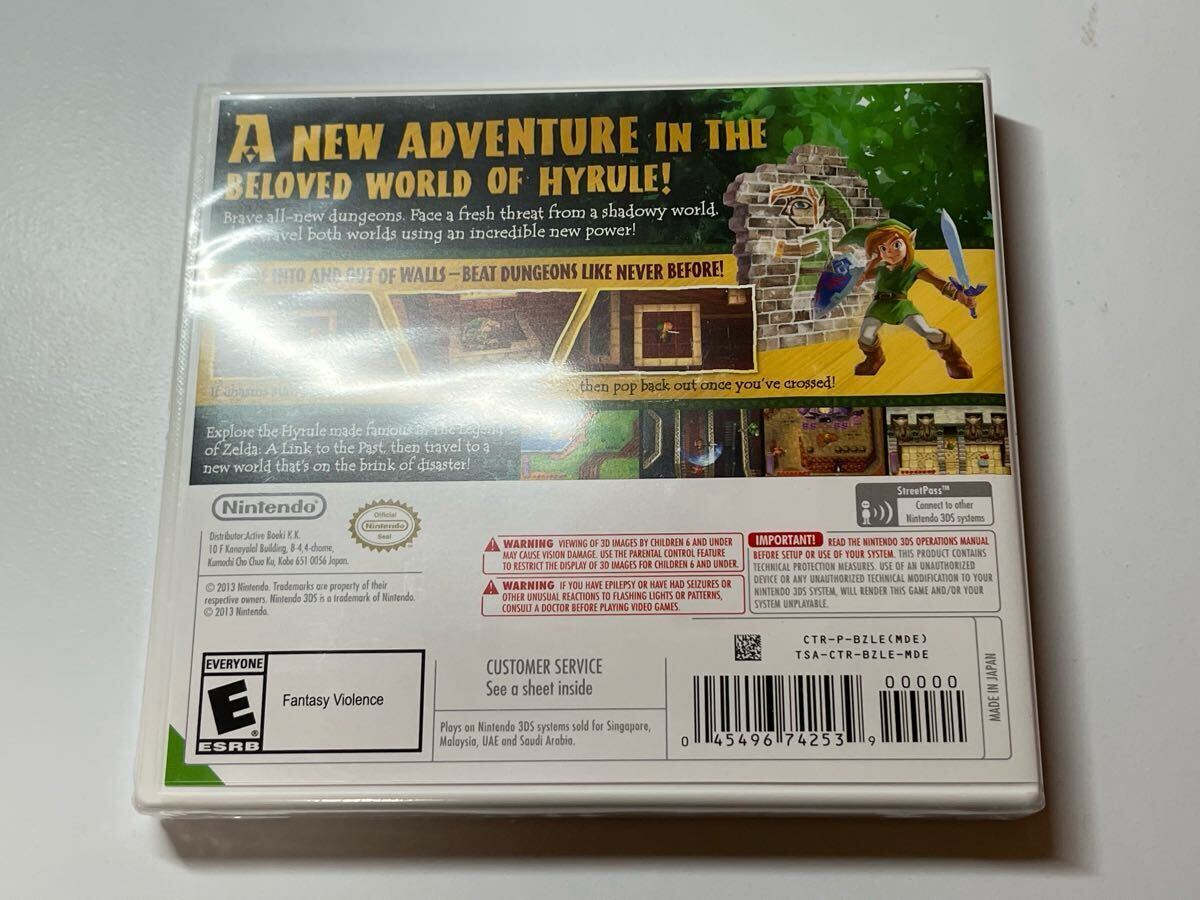 A NEW ADVENTURE IN THE
BELOVED WORLD OF HYRULE!
Brave all-new dungeons. Face a fresh threat from a shadowy world.
travel both worlds using an incredible new power!
INTO AND OUT OF WALLS—BEAT DUNGEONS LIKE NEVER BEFORE!
If chasms
...then pop back out once you've crossed!
Explore the Hyrule made famous in The Legend
of Zelda: A Link to the Past, then travel to a
new world that's on the brink of disaster!
Nintendo®
Official
Nintendo
Seal
StreetPass™
Connect to other
Nintendo 3DS systems
Distributor:Active Boeki K.K.
10 F Kanayalal Building, 8-4,4-chome,
Kumochi Cho Chuo Ku, Kobe 651 0056 Japan.
© 2013 Nintendo. Trademarks are property of their
respective owners. Nintendo 3DS is a trademark of Nintendo.
© 2013 Nintendo.
WARNING VIEWING OF 3D IMAGES BY CHILDREN 6 AND UNDER
MAY CAUSE VISION DAMAGE. USE THE PARENTAL CONTROL FEATURE
TO RESTRICT THE DISPLAY OF 3D IMAGES FOR CHILDREN 6 AND UNDER.
WARNING IF YOU HAVE EPILEPSY OR HAVE HAD SEIZURES OR
OTHER UNUSUAL REACTIONS TO FLASHING LIGHTS OR PATTERNS,
CONSULT A DOCTOR BEFORE PLAYING VIDEO GAMES.
IMPORTANT! READ THE NINTENDO 3DS OPERATIONS MANUAL
BEFORE SETUP OR USE OF YOUR SYSTEM. THIS PRODUCT CONTAINS
TECHNICAL PROTECTION MEASURES. USE OF AN UNAUTHORIZED
DEVICE OR ANY UNAUTHORIZED TECHNICAL MODIFICATION TO YOUR
NINTENDO 3DS SYSTEM, WILL RENDER THIS GAME AND/OR YOUR
SYSTEM UNPLAYABLE.
EVERYONE
E®
ESRB
Fantasy Violence
CUSTOMER SERVICE
See a sheet inside
Plays on Nintendo 3DS systems sold for Singapore,
Malaysia, UAE and Saudi Arabia.
CTR-P-BZLE(MDE)
TSA-CTR-BZLE-MDE
00000
0 45496 74253 9
MADE IN JAPAN